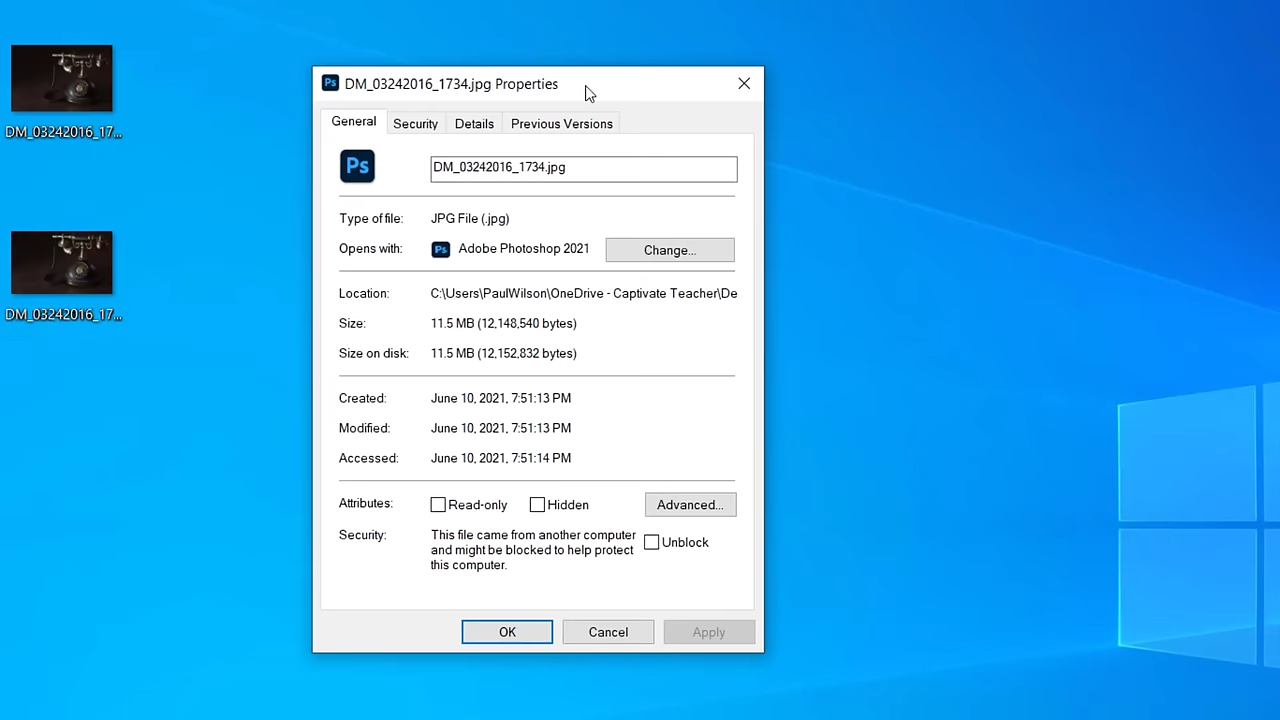 DM_03242016_17...
DM_03242016_17...
Ps DM_03242016_1734.jpg Properties
General Security Details Previous Versions
Ps DM_03242016_1734.jpg
Type of file: JPG File (.jpg)
Opens with: Ps Adobe Photoshop 2021 Change...
Location: C:\Users\PaulWilson\OneDrive - Captivate Teacher\De
Size: 11.5 MB (12,148,540 bytes)
Size on disk: 11.5 MB (12,152,832 bytes)
Created: June 10, 2021, 7:51:13 PM
Modified: June 10, 2021, 7:51:13 PM
Accessed: June 10, 2021, 7:51:14 PM
Attributes: Read-only Hidden Advanced...
Security: This file came from another computer
and might be blocked to help protect Unblock
this computer.
OK Cancel Apply